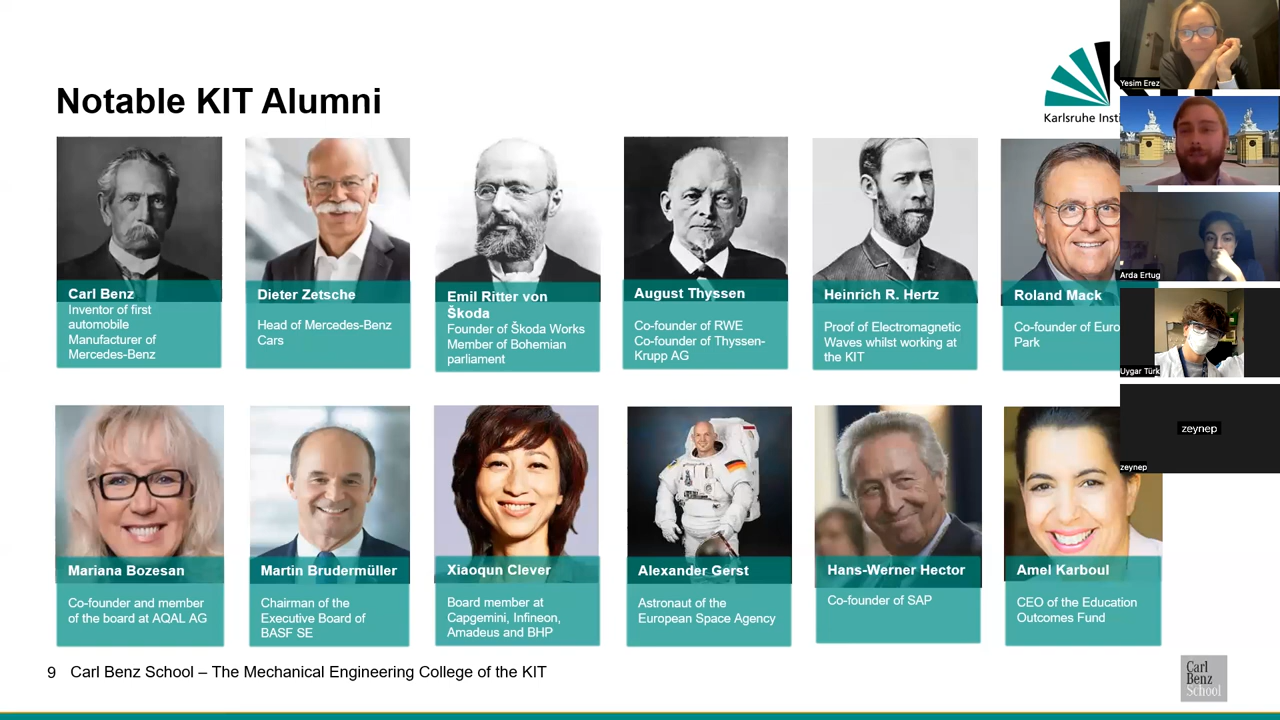 Notable KIT Alumni
Karlsruhe Insti
Carl Benz
Inventor of first
automobile
Manufacturer of
Mercedes-Benz
Dieter Zetsche
Head of Mercedes-Benz
Cars
Emil Ritter von
Škoda
Founder of Škoda Works
Member of Bohemian
parliament
August Thyssen
Co-founder of RWE
Co-founder of Thyssen-
Krupp AG
Heinrich R. Hertz
Proof of Electromagnetic
Waves whilst working at
the KIT
Roland Mack
Co-founder of Euro
Park
Mariana Bozesan
Co-founder and member
of the board at AQAL AG
Martin Brudermüller
Chairman of the
Executive Board of
BASF SE
Xiaoqun Clever
Board member at
Capgemini, Infineon,
Amadeus and BHP
Alexander Gerst
Astronaut of the
European Space Agency
Hans-Werner Hector
Co-founder of SAP
Amel Karboul
CEO of the Education
Outcomes Fund
9 Carl Benz School – The Mechanical Engineering College of the KIT
Carl
Benz
School
Yesim Erez
Arda Ertug
Uygar Türk
zeynep
zeynep